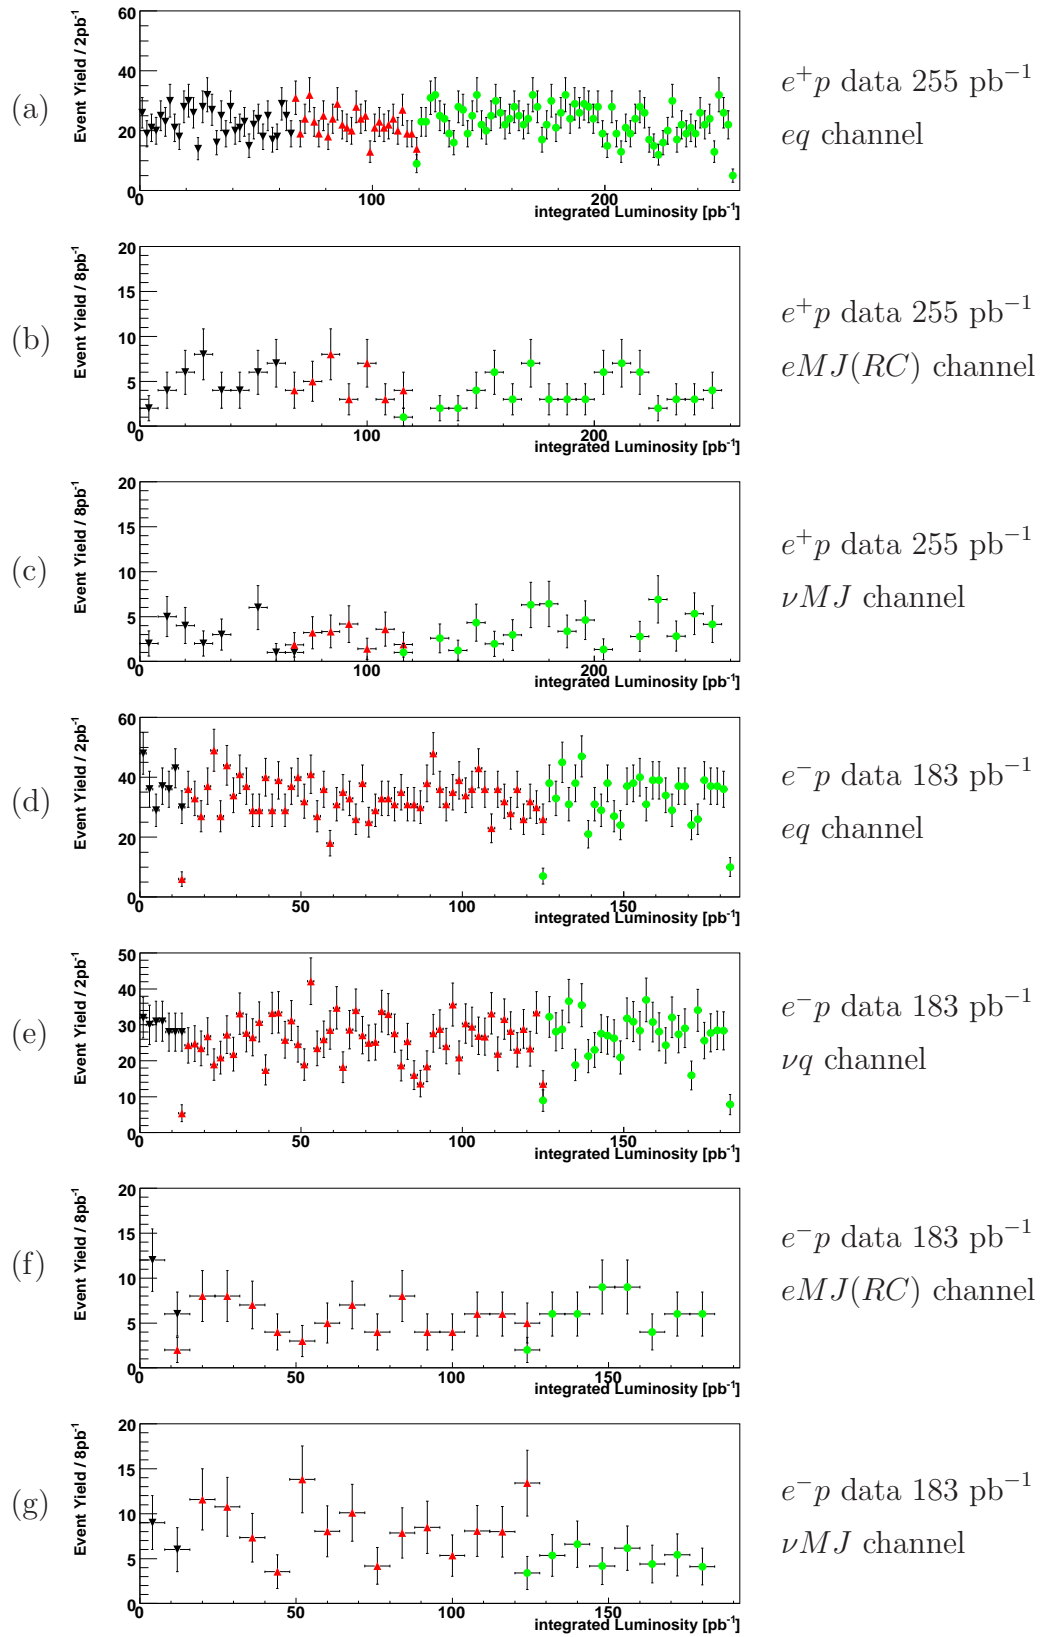 Event Yield / 2pb⁻¹
60
40
20
0
0 100 200
integrated Luminosity [pb⁻¹]
(a)
e⁺p data 255 pb⁻¹
eq channel
Event Yield / 8pb⁻¹
20
15
10
5
0
0 100 200
integrated Luminosity [pb⁻¹]
(b)
e⁺p data 255 pb⁻¹
eMJ(RC) channel
Event Yield / 8pb⁻¹
20
15
10
5
0
0 100 200
integrated Luminosity [pb⁻¹]
(c)
e⁺p data 255 pb⁻¹
νMJ channel
Event Yield / 2pb⁻¹
60
40
20
0
0 50 100 150
integrated Luminosity [pb⁻¹]
(d)
e⁻p data 183 pb⁻¹
eq channel
Event Yield / 2pb⁻¹
50
40
30
20
10
0
0 50 100 150
integrated Luminosity [pb⁻¹]
(e)
e⁻p data 183 pb⁻¹
νq channel
Event Yield / 8pb⁻¹
20
15
10
5
0
0 50 100 150
integrated Luminosity [pb⁻¹]
(f)
e⁻p data 183 pb⁻¹
eMJ(RC) channel
Event Yield / 8pb⁻¹
20
15
10
5
0
0 50 100 150
integrated Luminosity [pb⁻¹]
(g)
e⁻p data 183 pb⁻¹
νMJ channel